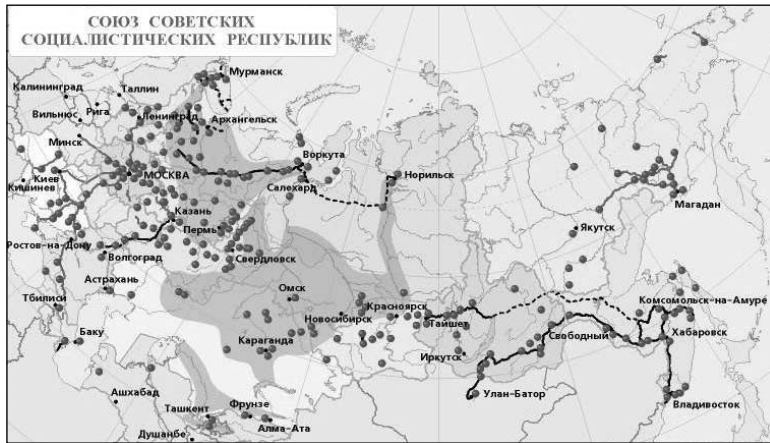 СОЮЗ СОВЕТСКИХ
СОЦИАЛИСТИЧЕСКИХ РЕСПУБЛИК
Мурманск
Таллин
Калининград
Рига
Вильнюс
Ленинград
Архангельск
Минск
Воркута
Киев
МОСКВА
Норильск
Кишинев
Салехард
Магадан
Казань
Якутск
Пермь
Ростов-на-Дону
Волгоград
Свердловск
Астрахань
Омск
Комсомольск-на-Амуре
Тбилиси
Красноярск
Новосибирск
Тайшет
Свободный
Хабаровск
Баку
Караганда
Иркутск
Улан-Батор
Ашхабад
Фрунзе
Владивосток
Ташкент
Алма-Ата
Душанбе